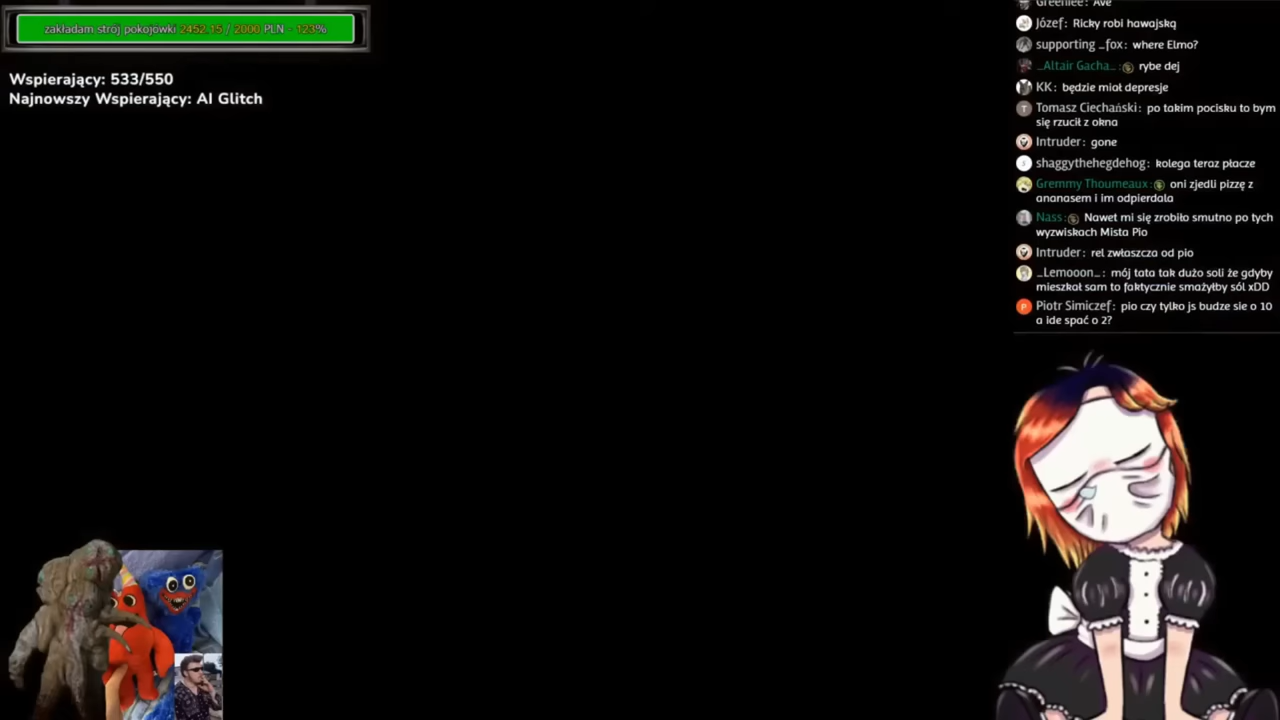 zakładam strój pokojówki 2452.15 / 2000 PLN - 123%
Wspierający: 533/550
Najnowszy Wspierający: AI Glitch
Greenlee: Ave
Józef: Ricky robi hawajską
supporting _fox: where Elmo?
_Altair Gacha_: rybe dej
KK: będzie miał depresje
Tomasz Ciechański: po takim pocisku to bym
się rzucił z okna
Intruder: gone
shaggythehegdehog: kolega teraz płacze
Gremmy Thoumeaux: oni zjedli pizzę z
ananasem i im odpierdala
Nass: Nawet mi się zrobiło smutno po tych
wyzwiskach Mista Pio
Intruder: rel zwłaszcza od pio
_Lemooon_: mój tata tak dużo soli że gdyby
mieszkał sam to faktycznie smażyłby sól xDD
P Piotr Simiczef: pio czy tylko js budze sie o 10
a ide spać o 2?